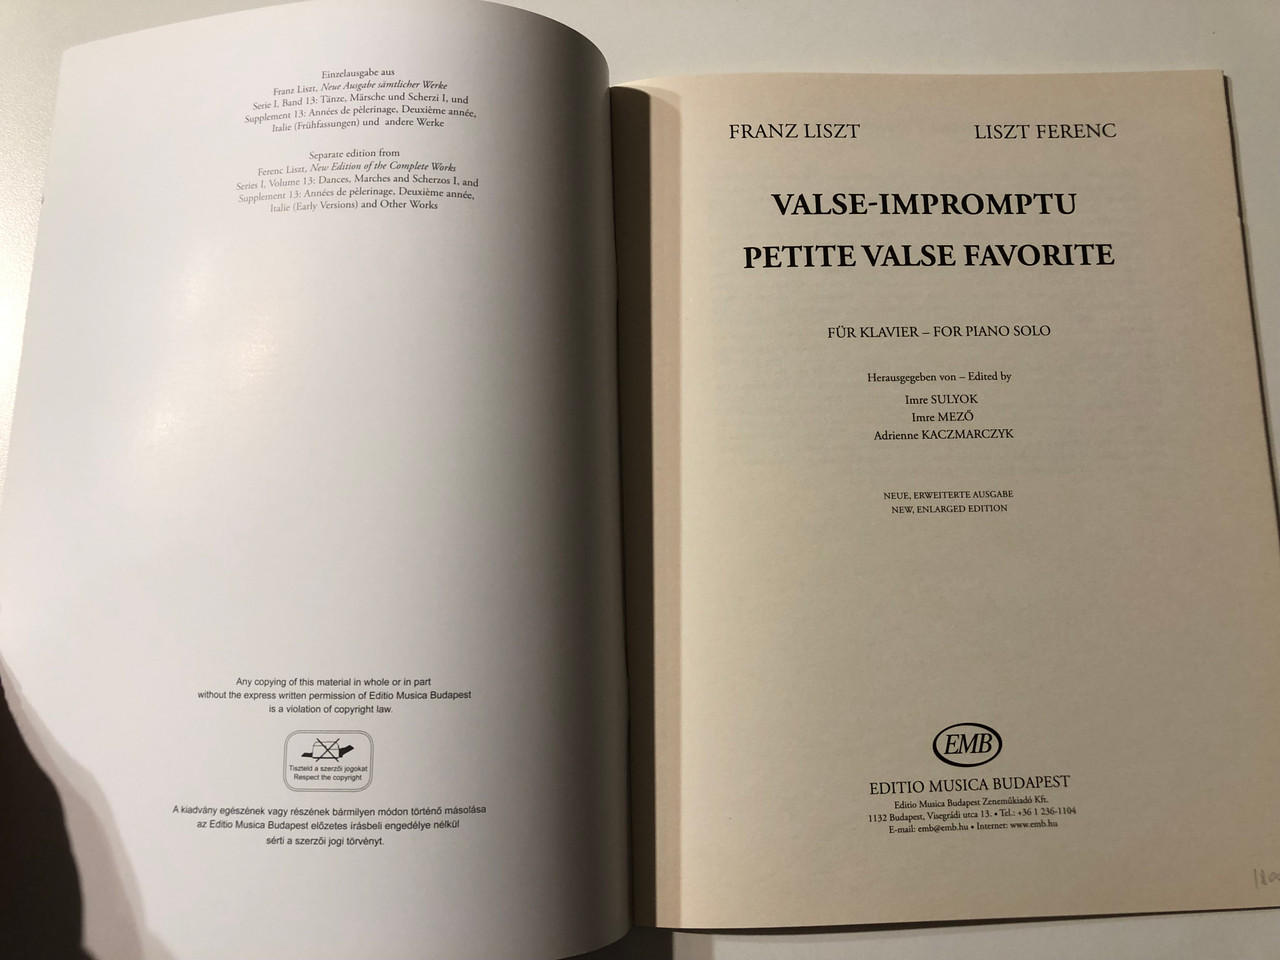 Einzelausgabe aus
Franz Liszt, Neue Ausgabe sämtlicher Werke
Serie I, Band 13: Tänze, Märsche und Scherzi I, und
Supplement 13: Années de pèlerinage, Deuxième année,
Italie (Frühfassungen) und andere Werke
Separate edition from
Ferenc Liszt, New Edition of the Complete Works
Series I, Volume 13: Dances, Marches and Scherzos I, and
Supplement 13: Années de pèlerinage, Deuxième année,
Italie (Early Versions) and Other Works
Any copying of this material in whole or in part
without the express written permission of Editio Musica Budapest
is a violation of copyright law.
Tiszteld a szerzői jogokat
Respect the copyright
A kiadvány egészének vagy részének bármilyen módon történő másolása
az Editio Musica Budapest előzetes írásbeli engedélye nélkül
sérti a szerzői jogi törvényt.
FRANZ LISZT LISZT FERENC
VALSE-IMPROMPTU
PETITE VALSE FAVORITE
FÜR KLAVIER – FOR PIANO SOLO
Herausgegeben von – Edited by
Imre SULYOK
Imre MEZŐ
Adrienne KACZMARCZYK
NEUE, ERWEITERTE AUSGABE
NEW, ENLARGED EDITION
EMB
EDITIO MUSICA BUDAPEST
Editio Musica Budapest Zeneműkiadó Kft.
1132 Budapest, Visegrádi utca 13. • Tel.: +36 1 236-1104
E-mail: emb@emb.hu • Internet: www.emb.hu